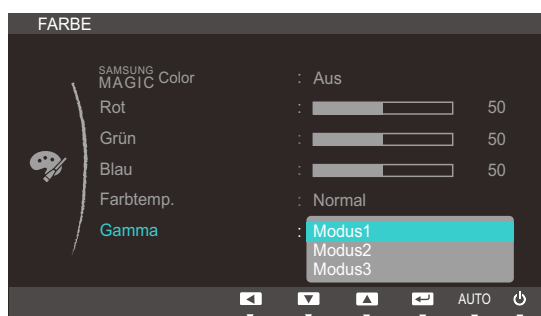 FARBE
SAMSUNG MAGIC Color : Aus
Rot : 50
Grün : 50
Blau : 50
Farbtemp. : Normal
Gamma : Modus1
Modus2
Modus3
AUTO